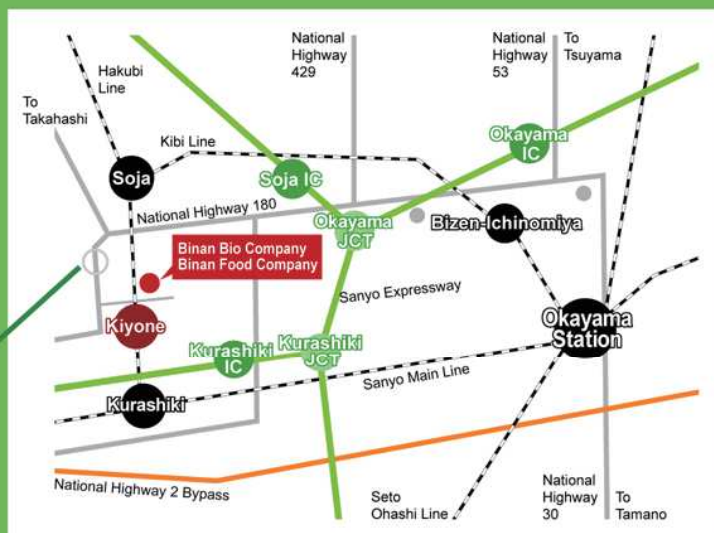 National
Highway
429
National
Highway
53
To
Tsuyama
Hakubi
Line
To
Takahashi
Kibi Line
Okayama
IC
Soja
Soja IC
National Highway 180
Okayama
JCT
Bizen-Ichinomiya
Binan Bio Company
Binan Food Company
Sanyo Expressway
Kiyone
Okayama
Station
Kurashiki
IC
Kurashiki
JCT
Sanyo Main Line
Kurashiki
National Highway 2 Bypass
Seto
Ohashi Line
National
Highway
30
To
Tamano